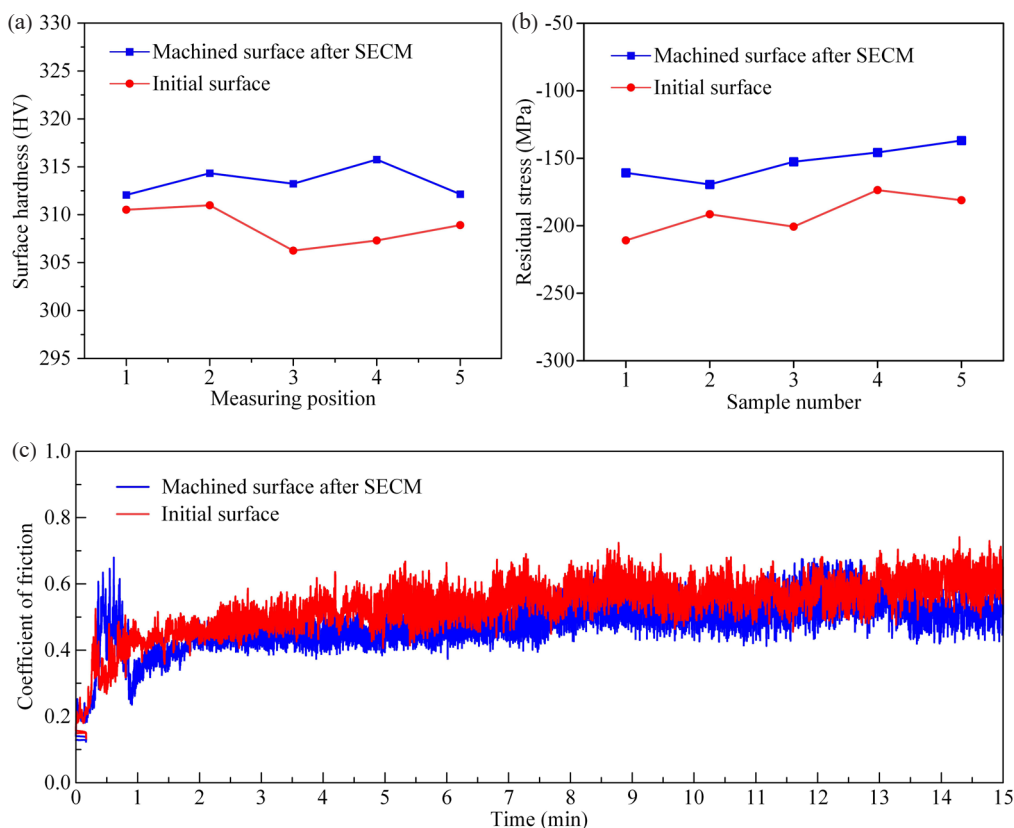 (a)
330
325
320
315
310
305
300
295
Surface hardness (HV)
Machined surface after SECM
Initial surface
1 2 3 4 5
Measuring position
(b)
-50
-100
-150
-200
-250
-300
Residual stress (MPa)
Machined surface after SECM
Initial surface
1 2 3 4 5
Sample number
(c)
1.0
0.8
0.6
0.4
0.2
0.0
Coefficient of friction
Machined surface after SECM
Initial surface
0 1 2 3 4 5 6 7 8 9 10 11 12 13 14 15
Time (min)